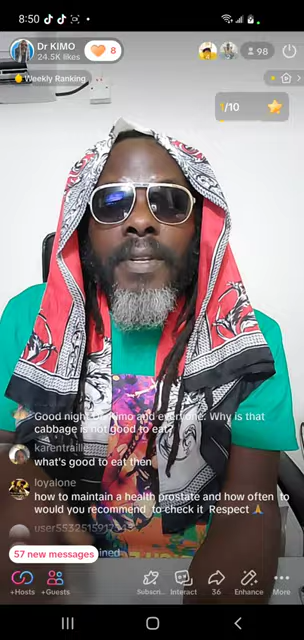 8:50
Dr KIMO
24.5K likes
8
98
Weekly Ranking
1/10
Good night Dr kimo and everyone. Why is that
cabbage is not good to eat?
karentraille
what's good to eat then
loyalone
how to maintain a health prostate and how often to
would you recommend to check it Respect 🙏
57 new messages
+Hosts
+Guests
Subscri...
Interact
36
Enhance
More